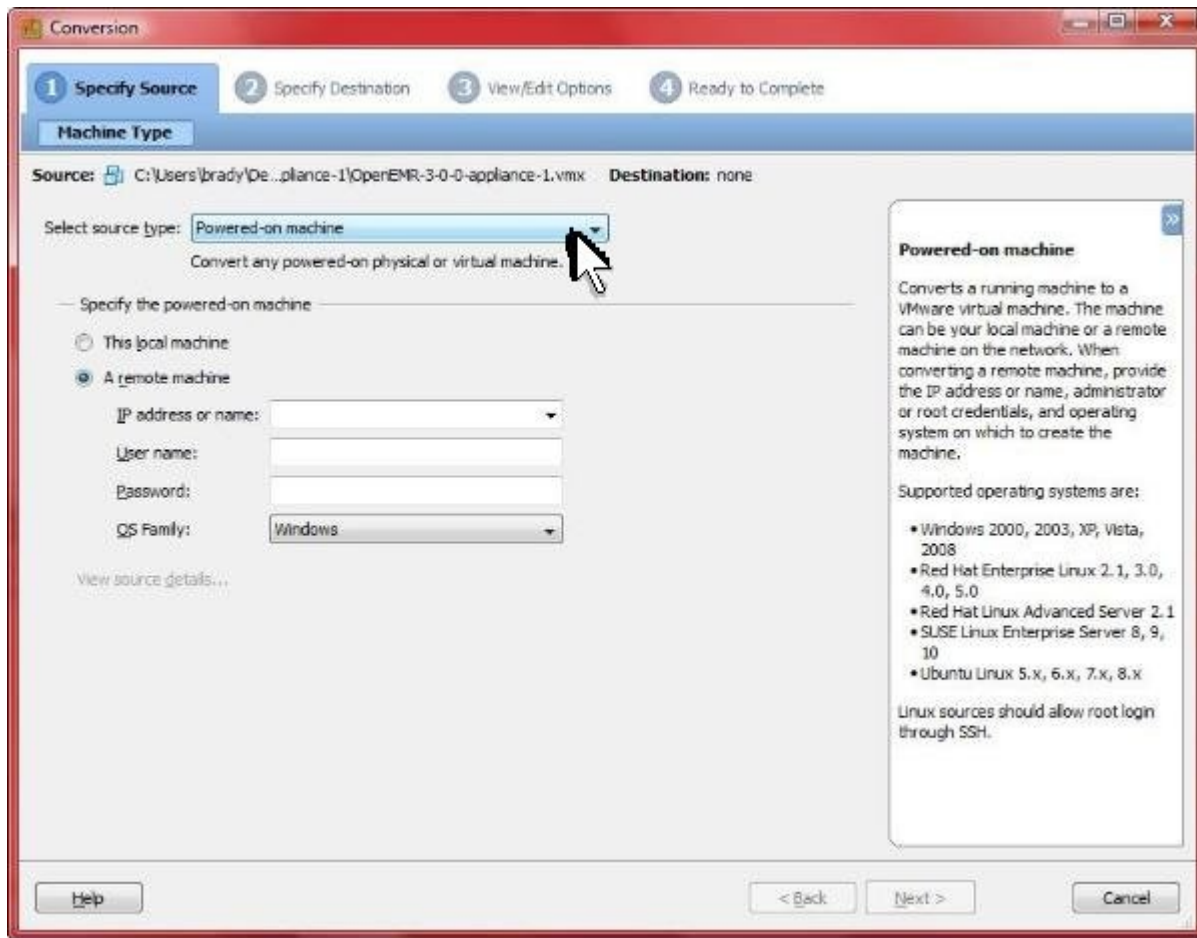 Conversion
1 Specify Source 2 Specify Destination 3 View/Edit Options 4 Ready to Complete
Machine Type
Source: C:\Users\brady\De...pliance-1\OpenEMR-3-0-0-appliance-1.vmx Destination: none
Select source type: Powered-on machine
Convert any powered-on physical or virtual machine.
Specify the powered-on machine
This local machine
A remote machine
IP address or name:
User name:
Password:
OS Family: Windows
View source details...
»
Powered-on machine
Converts a running machine to a
VMware virtual machine. The machine
can be your local machine or a remote
machine on the network. When
converting a remote machine, provide
the IP address or name, administrator
or root credentials, and operating
system on which to create the
machine.
Supported operating systems are:
• Windows 2000, 2003, XP, Vista,
2008
• Red Hat Enterprise Linux 2.1, 3.0,
4.0, 5.0
• Red Hat Linux Advanced Server 2.1
• SUSE Linux Enterprise Server 8, 9,
10
• Ubuntu Linux 5.x, 6.x, 7.x, 8.x
Linux sources should allow root login
through SSH.
Help < Back Next > Cancel